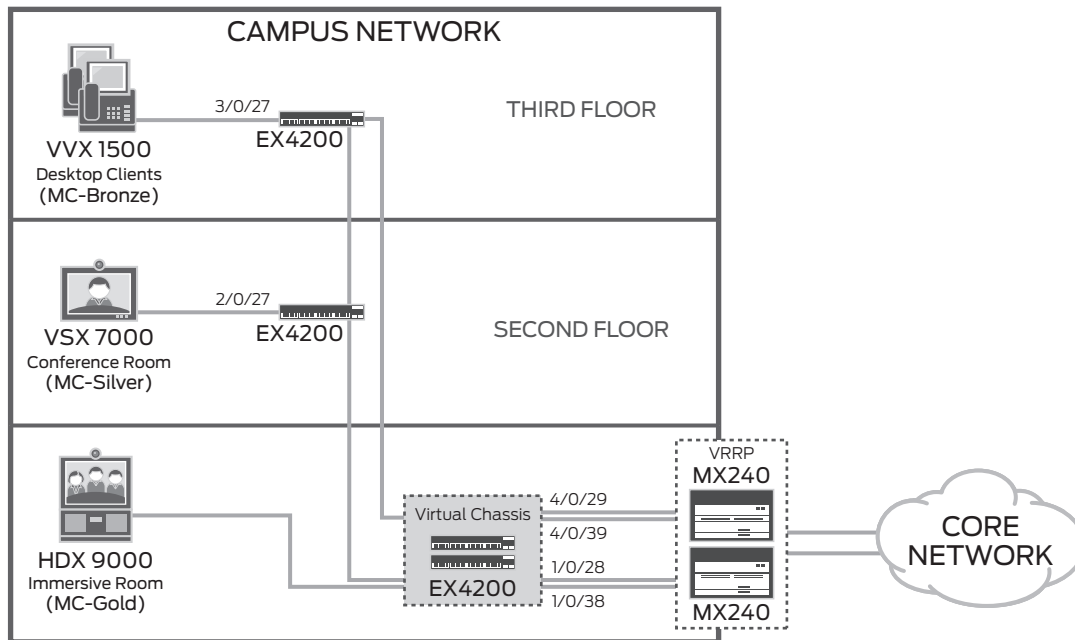 CAMPUS NETWORK
THIRD FLOOR
3/0/27
EX4200
VVX 1500
Desktop Clients
(MC-Bronze)
SECOND FLOOR
2/0/27
EX4200
VSX 7000
Conference Room
(MC-Silver)
HDX 9000
Immersive Room
(MC-Gold)
Virtual Chassis
EX4200
4/0/29
4/0/39
1/0/28
1/0/38
VRRP
MX240
MX240
CORE
NETWORK